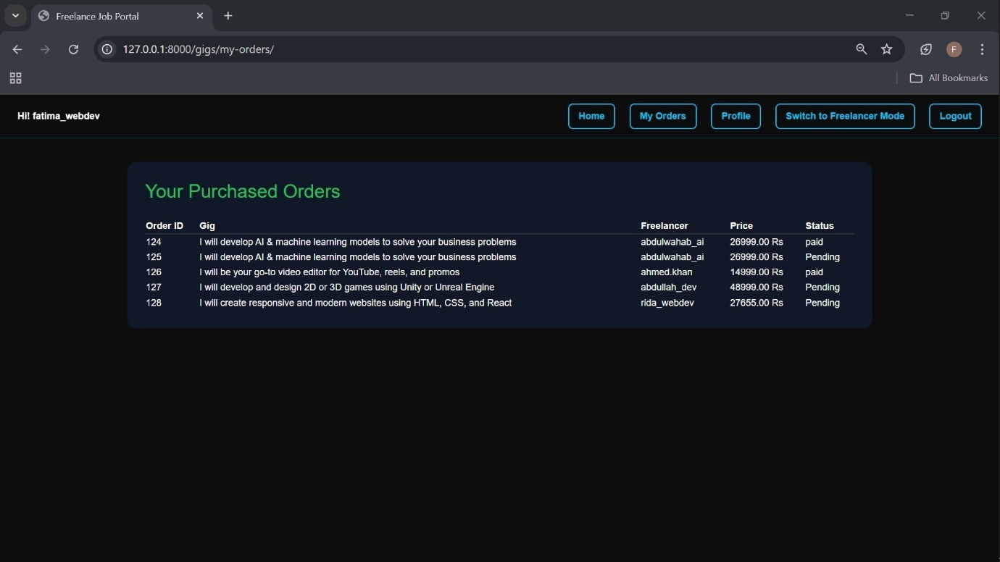 Freelance Job Portal
127.0.0.1:8000/gigs/my-orders/
F
All Bookmarks
Hi! fatima_webdev
Home My Orders Profile Switch to Freelancer Mode Logout
Your Purchased Orders
Order ID Gig Freelancer Price Status
124 I will develop AI & machine learning models to solve your business problems abdulwahab_ai 26999.00 Rs paid
125 I will develop AI & machine learning models to solve your business problems abdulwahab_ai 26999.00 Rs Pending
126 I will be your go-to video editor for YouTube, reels, and promos ahmed.khan 14999.00 Rs paid
127 I will develop and design 2D or 3D games using Unity or Unreal Engine abdullah_dev 48999.00 Rs Pending
128 I will create responsive and modern websites using HTML, CSS, and React rida_webdev 27655.00 Rs Pending